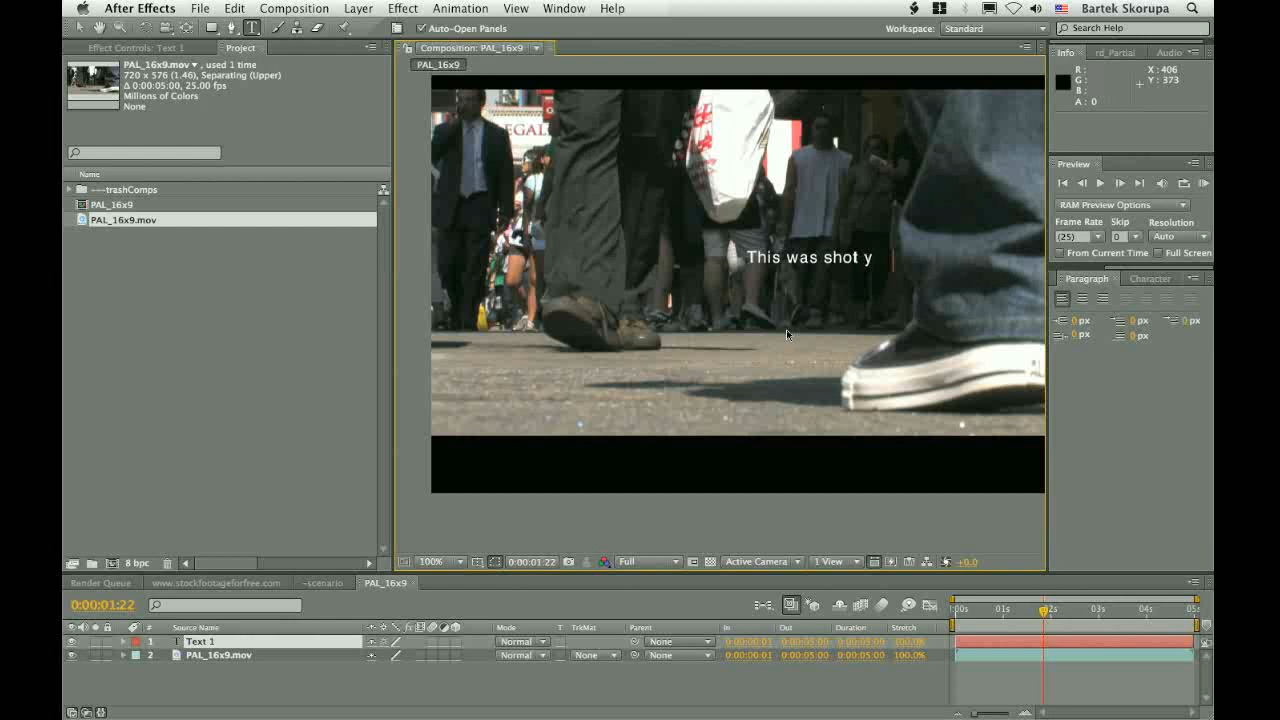 After Effects File Edit Composition Layer Effect Animation View Window Help Bartek Skorupa
Auto-Open Panels Workspace: Standard Search Help
Effect Controls: Text 1 Project Composition: PAL_16x9 Info rd_Partial Audio
PAL_16x9
PAL_16x9.mov , used 1 time
720 x 576 (1.46), Separating (Upper)
Δ 0:00:05:00, 25.00 fps
Millions of Colors
None
R :
G :
B :
A : 0
X : 406
Y : 373
Name
---trashComps
PAL_16x9
PAL_16x9.mov
EGAL
This was shot y
Preview
RAM Preview Options
Frame Rate Skip Resolution
(25) 0 Auto
From Current Time Full Screen
Paragraph Character
0 px 0 px 0 px
0 px 0 px
8 bpc 100% 0:00:01:22 Full Active Camera 1 View +0.0
Render Queue www.stockfootageforfree.com -scenario PAL_16x9
0:00:01:22 :00s 01s 02s 03s 04s 05s
# Source Name fx Mode T TrkMat Parent In Out Duration Stretch
1 T Text 1 Normal None 0:00:00:01 0:00:05:00 0:00:05:00 100.0%
2 PAL_16x9.mov Normal None None 0:00:00:01 0:00:05:00 0:00:05:00 100.0%